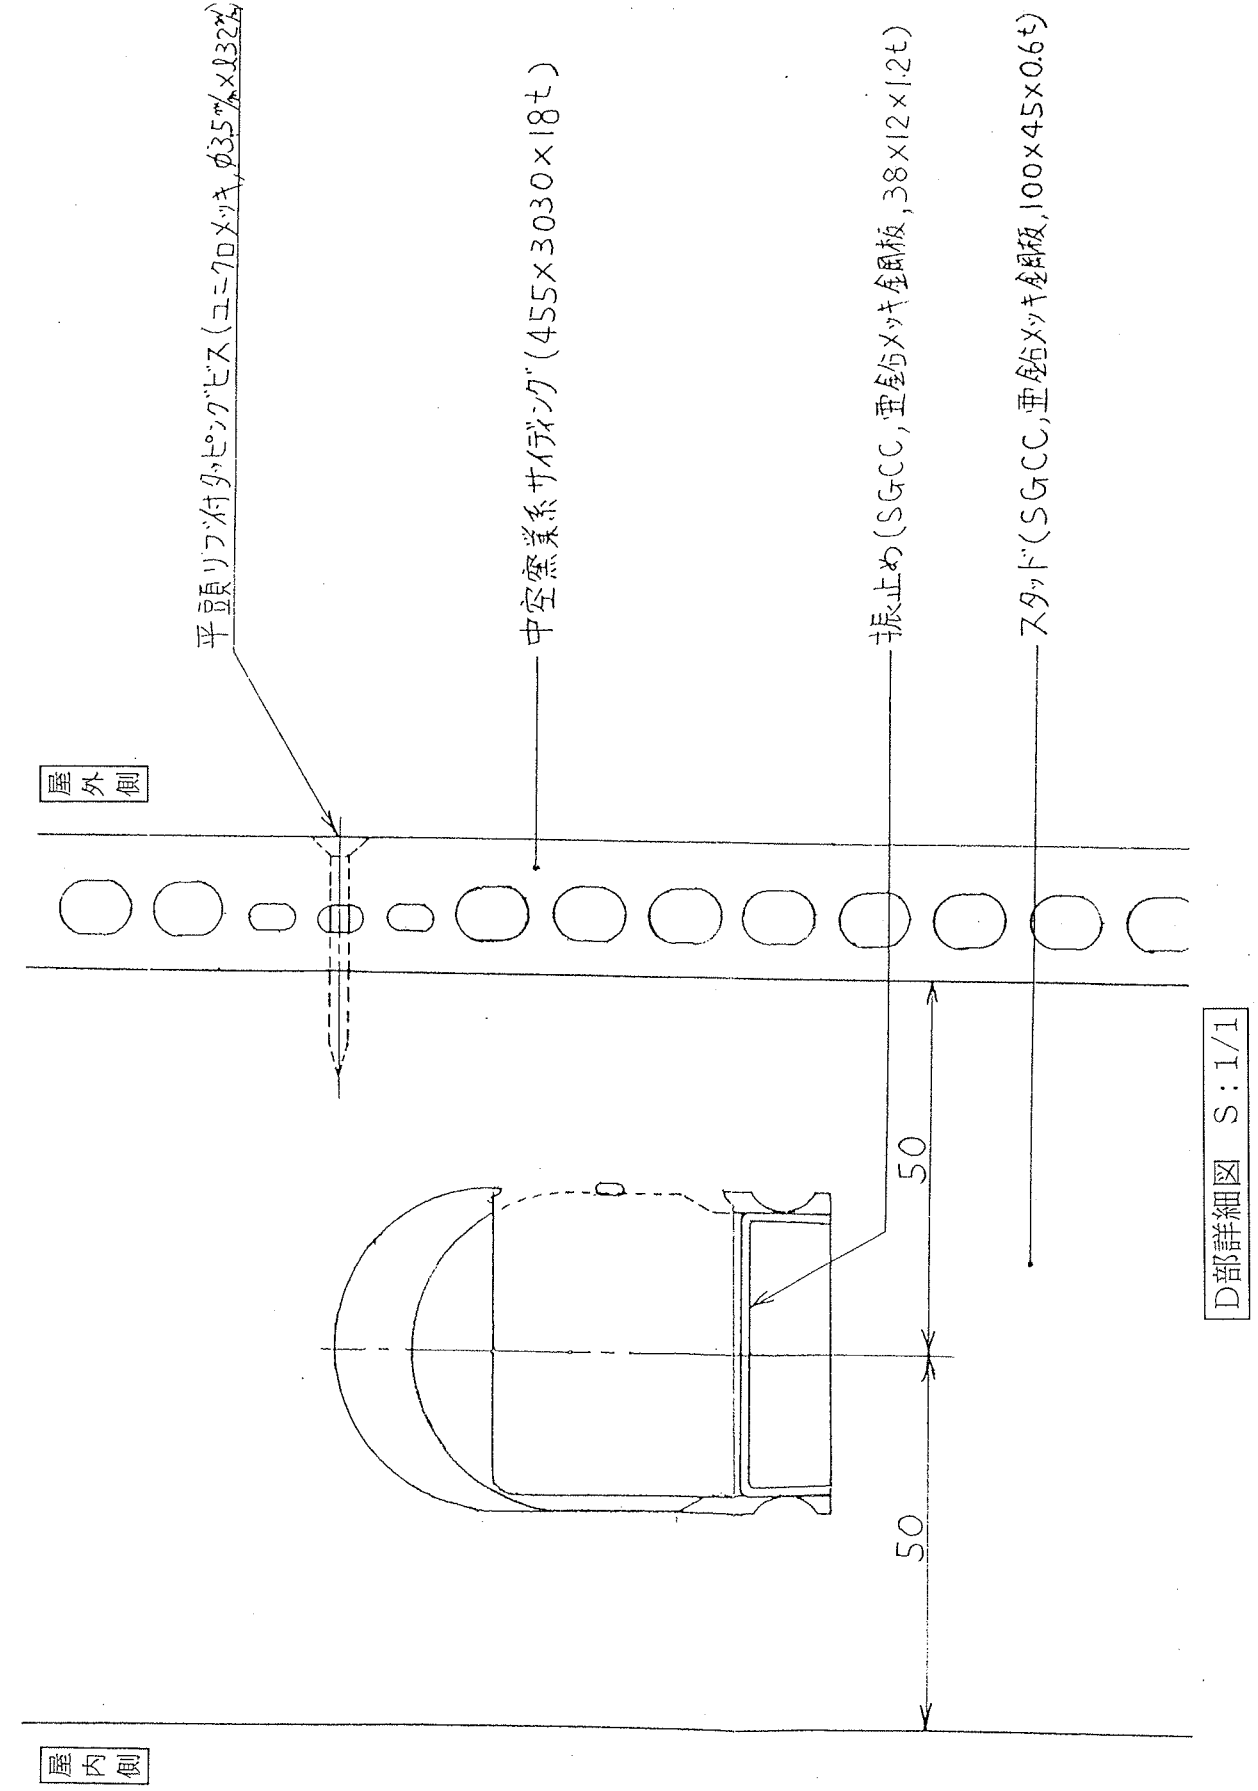 平頭リブ付タッピングビス(ユニクロメッキ,φ3.5m/m×ℓ32m/m)
中空窯業系サイディング(455×3030×18t)
振止め(SGCC,亜鉛メッキ鋼板,38×12×1.2t)
スタッド(SGCC,亜鉛メッキ鋼板,100×45×0.6t)
屋外側
50
50
屋内側
D部詳細図 S:1/1